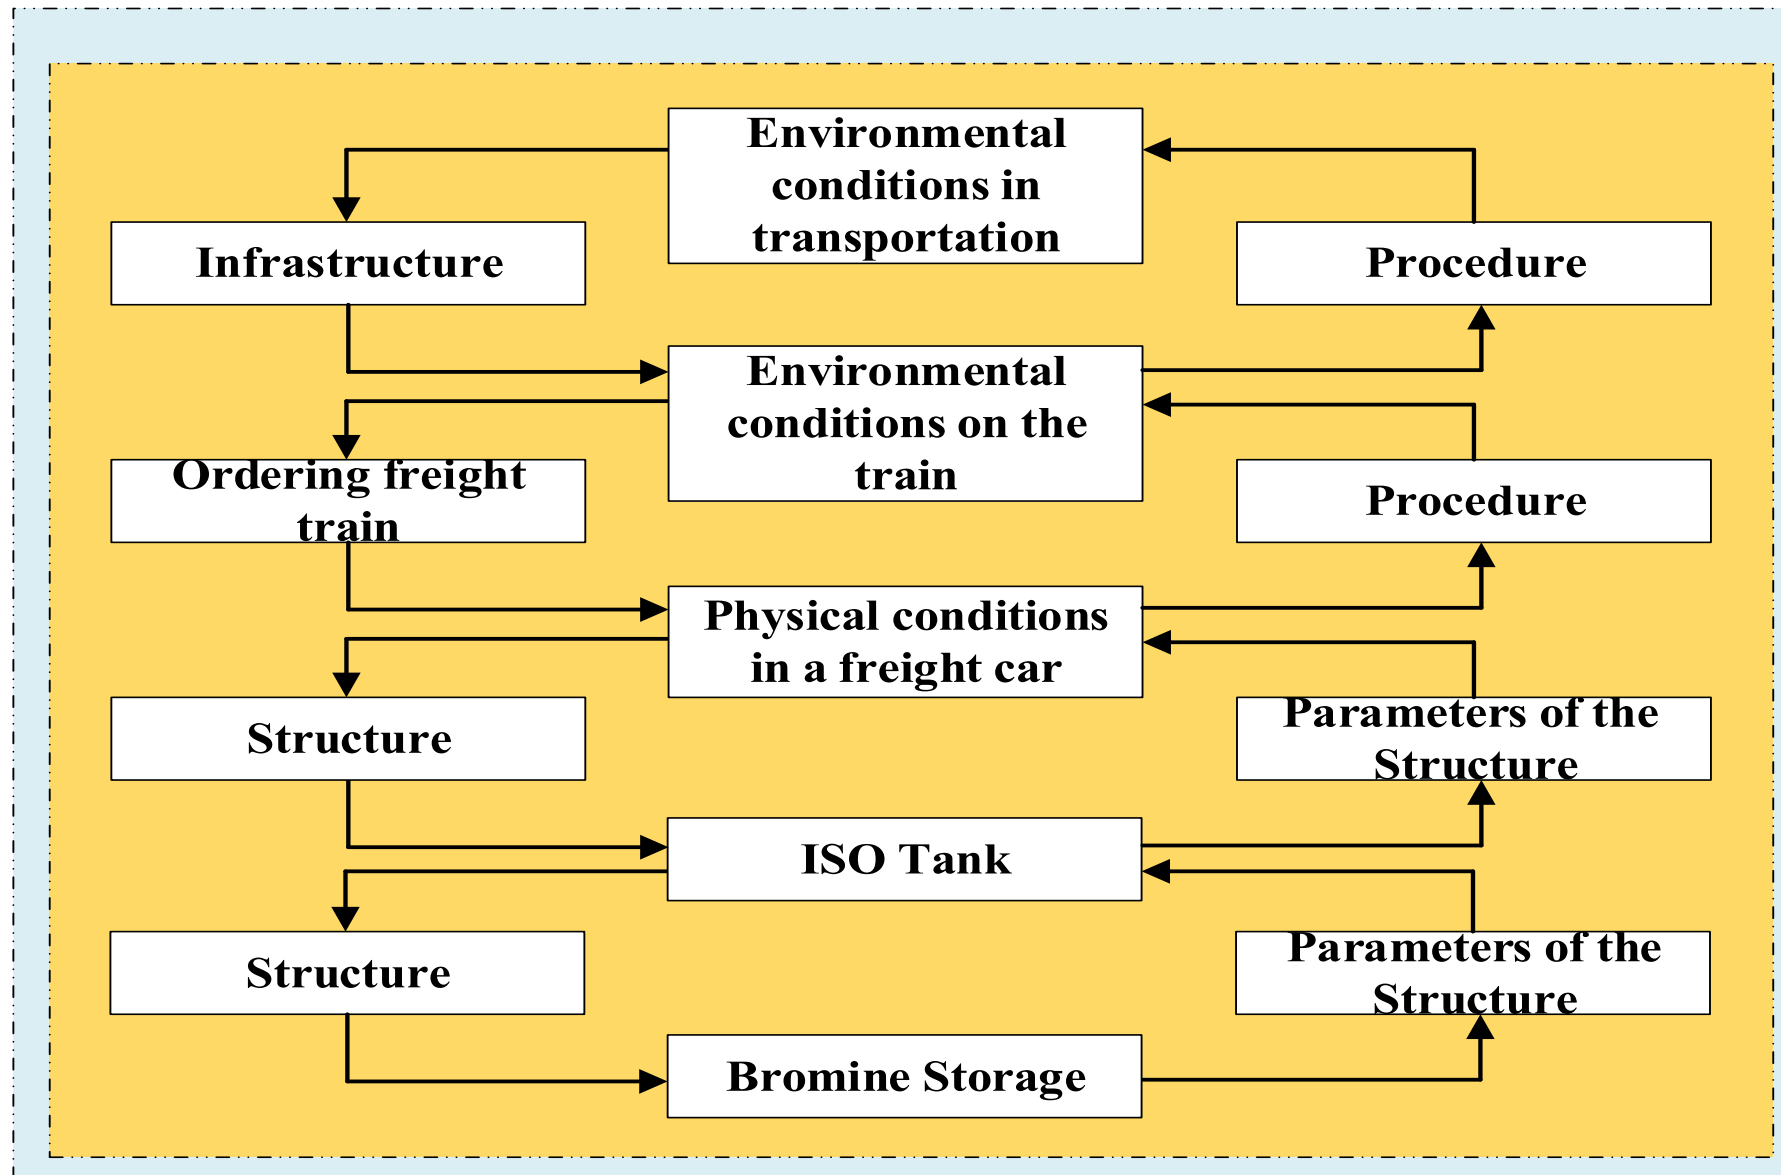 Environmental
conditions in
transportation
Infrastructure
Procedure
Environmental
conditions on the
train
Ordering freight
train
Procedure
Physical conditions
in a freight car
Structure
Parameters of the
Structure
ISO Tank
Structure
Parameters of the
Structure
Bromine Storage